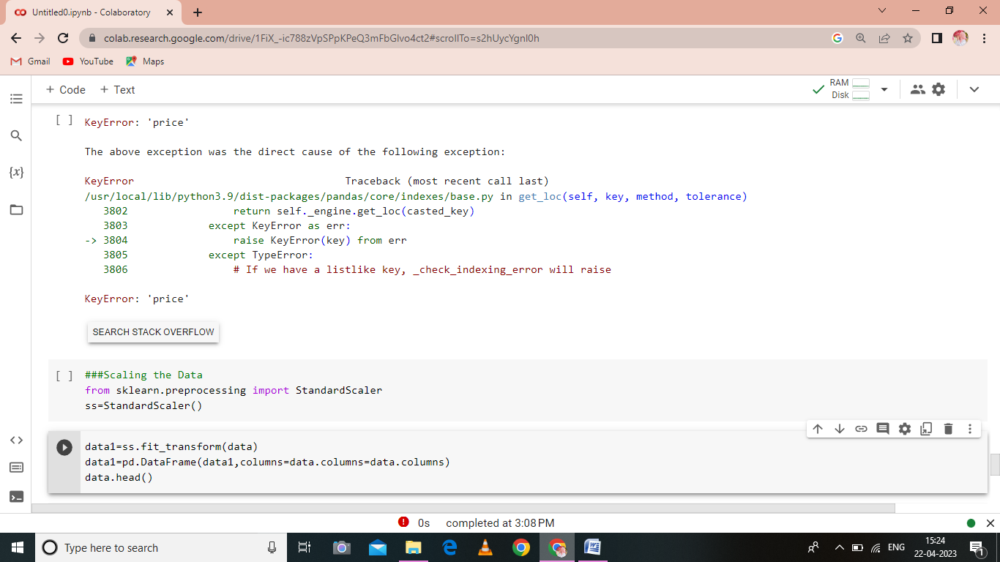 Untitled0.ipynb - Colaboratory
colab.research.google.com/drive/1FiX_-ic788zVpSPpKPeQ3mFbGlvo4ct2#scrollTo=s2hUycYgnI0h
Gmail YouTube Maps
+ Code + Text RAM
Disk
[ ] KeyError: 'price'
The above exception was the direct cause of the following exception:
KeyError Traceback (most recent call last)
/usr/local/lib/python3.9/dist-packages/pandas/core/indexes/base.py in get_loc(self, key, method, tolerance)
3802 return self._engine.get_loc(casted_key)
3803 except KeyError as err:
-> 3804 raise KeyError(key) from err
3805 except TypeError:
3806 # If we have a listlike key, _check_indexing_error will raise
KeyError: 'price'
SEARCH STACK OVERFLOW
[ ] ###Scaling the Data
from sklearn.preprocessing import StandardScaler
ss=StandardScaler()
data1=ss.fit_transform(data)
data1=pd.DataFrame(data1,columns=data.columns=data.columns)
data.head()
0s completed at 3:08 PM
Type here to search
ENG
15:24
22-04-2023
1